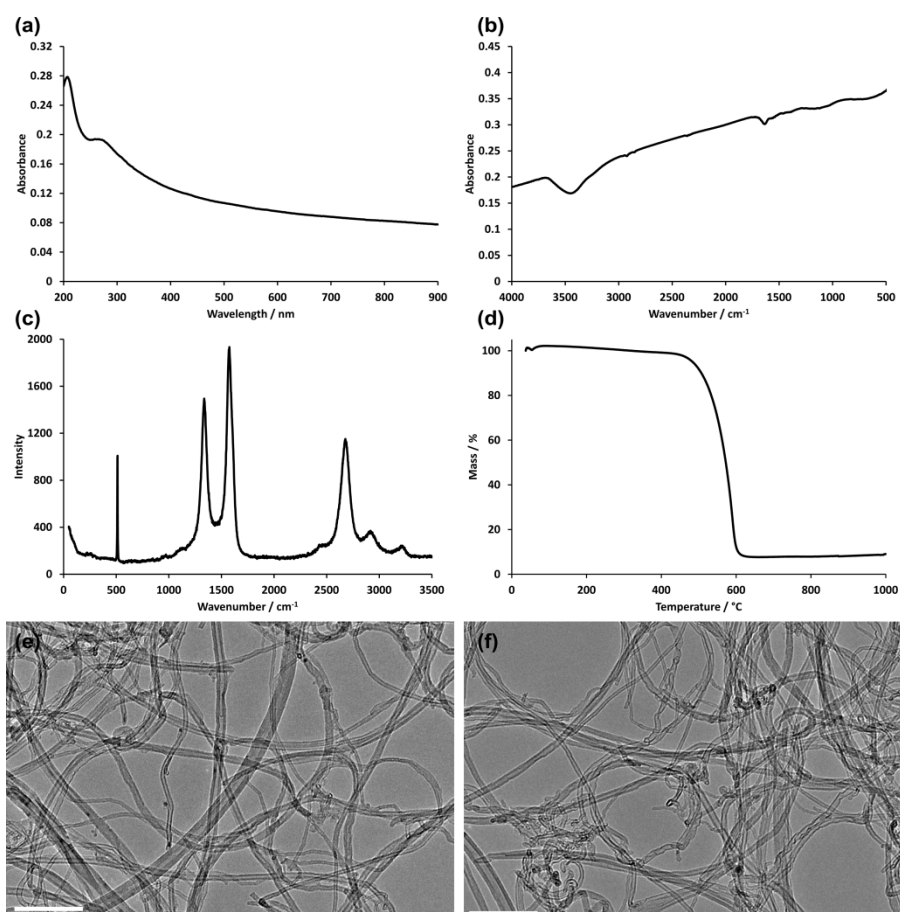 (a)
0.32
0.28
0.24
0.2
0.16
0.12
0.08
0.04
0
Absorbance
200 300 400 500 600 700 800 900
Wavelength / nm
(b)
0.45
0.4
0.35
0.3
0.25
0.2
0.15
0.1
0.05
0
Absorbance
4000 3500 3000 2500 2000 1500 1000 500
Wavenumber / cm⁻¹
(c)
2000
1600
1200
800
400
0
Intensity
0 500 1000 1500 2000 2500 3000 3500
Wavenumber / cm⁻¹
(d)
100
80
60
40
20
0
Mass / %
0 200 400 600 800 1000
Temperature / °C
(e)
(f)